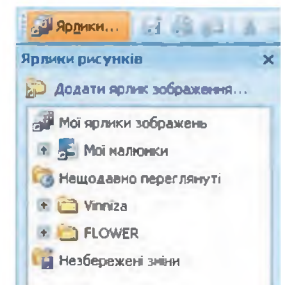 Ярлики...
Ярлики рисунків
Додати ярлик зображення...
Мої ярлики зображень
Мої малюнки
Нещодавно переглянуті
Vinniza
FLOWER
Незбережені зміни